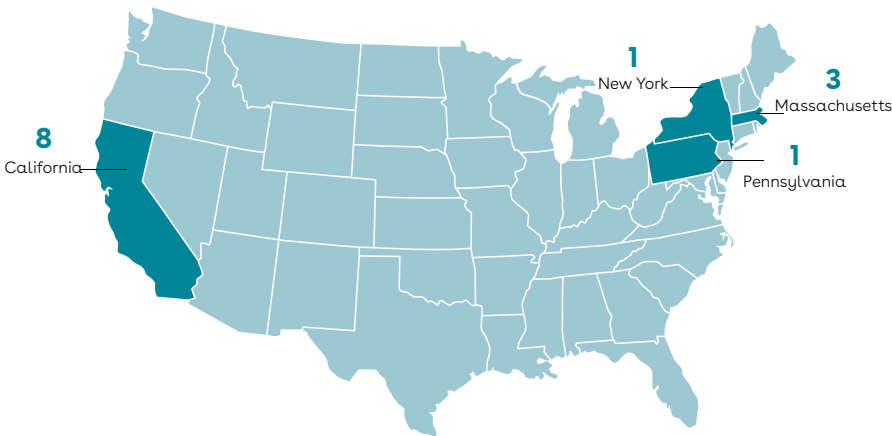 1
New York
3
Massachusetts
8
California
1
Pennsylvania